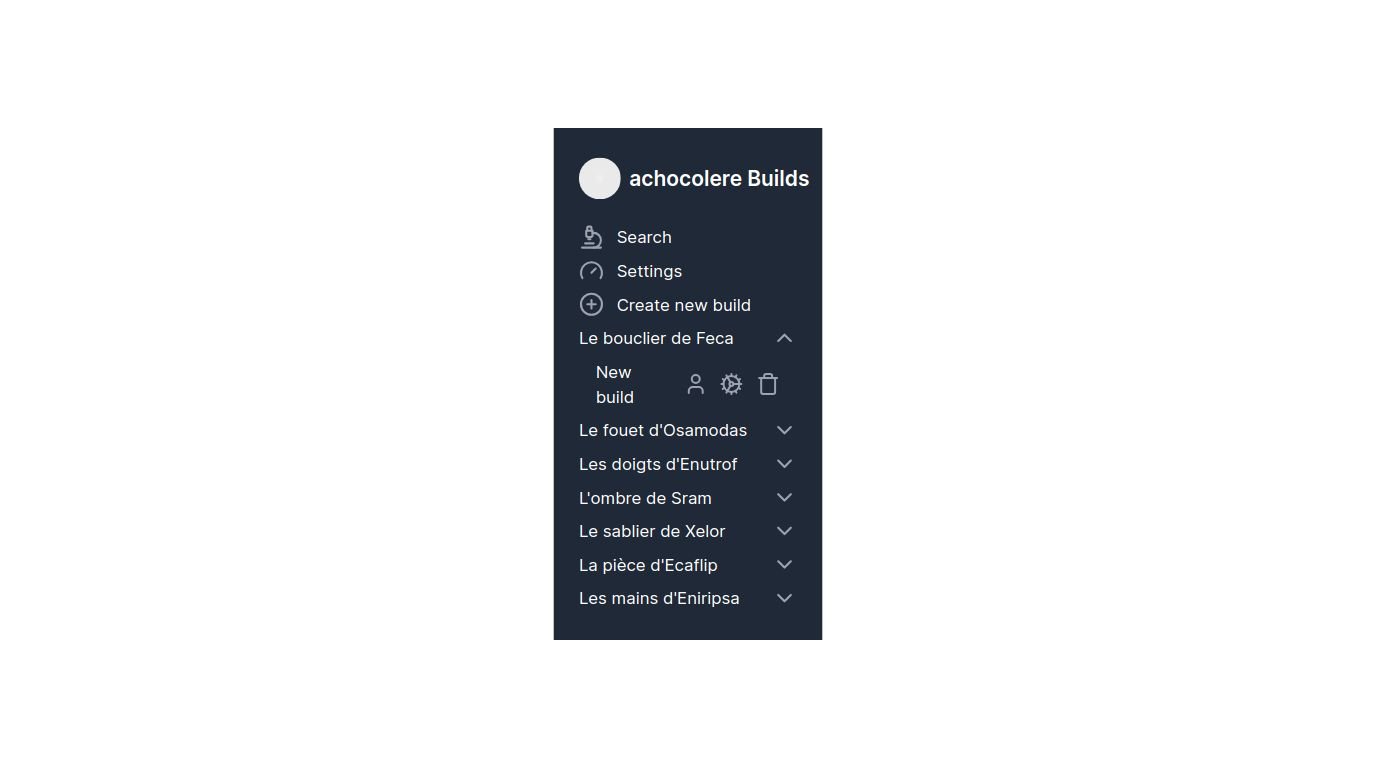 achocolere Builds
Search
Settings
Create new build
Le bouclier de Feca
New
build
Le fouet d'Osamodas
Les doigts d'Enutrof
L'ombre de Sram
Le sablier de Xelor
La pièce d'Ecaflip
Les mains d'Eniripsa